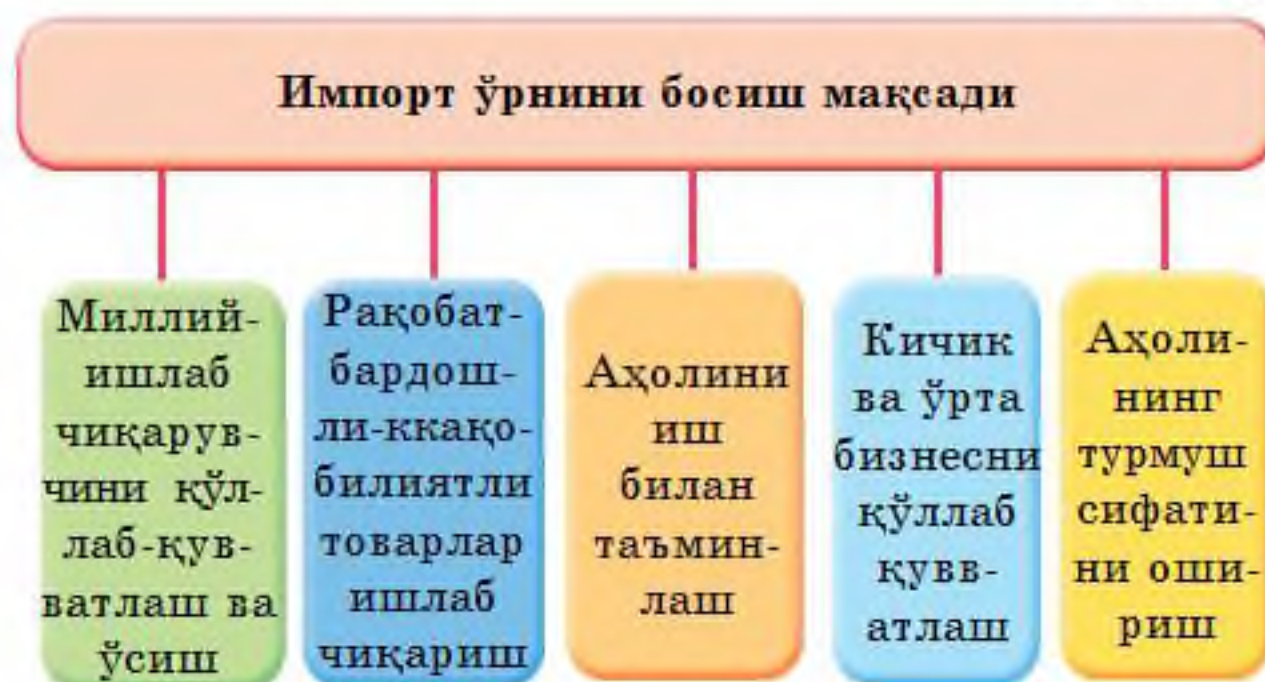 Импорт ўрнини босиш мақсади
Миллий-
ишлаб
чиқарув-
чини қўл-
лаб-қув-
ватлаш ва
ўсиш
Рақобат-
бардош-
ли-ккақо-
билиятли
товарлар
ишлаб
чиқариш
Аҳолини
иш
билан
таъмин-
лаш
Кичик
ва ўрта
бизнесни
қўллаб
қувв-
атлаш
Аҳоли-
нинг
турмуш
сифати-
ни оши-
риш